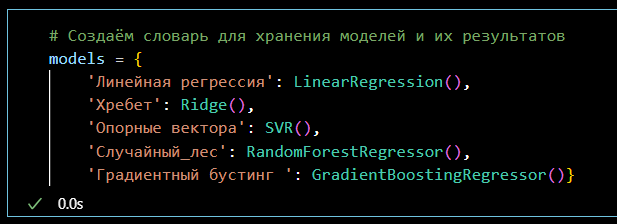 # Создаём словарь для хранения моделей и их результатов
models = {
    'Линейная регрессия': LinearRegression(),
    'Хребет': Ridge(),
    'Опорные вектора': SVR(),
    'Случайный_лес': RandomForestRegressor(),
    'Градиентный бустинг ': GradientBoostingRegressor()}
✓ 0.0s